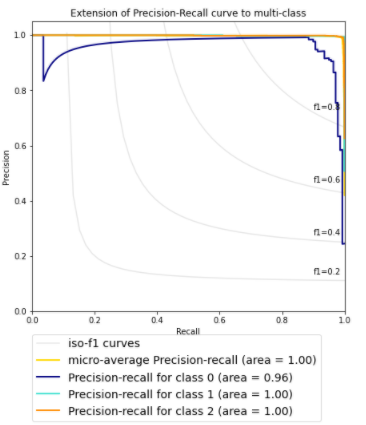 Extension of Precision-Recall curve to multi-class
1.0
0.8
0.6
0.4
0.2
0.0
Precision
f1=0.8
f1=0.6
f1=0.4
f1=0.2
0.0 0.2 0.4 0.6 0.8 1.0
Recall
iso-f1 curves
micro-average Precision-recall (area = 1.00)
Precision-recall for class 0 (area = 0.96)
Precision-recall for class 1 (area = 1.00)
Precision-recall for class 2 (area = 1.00)